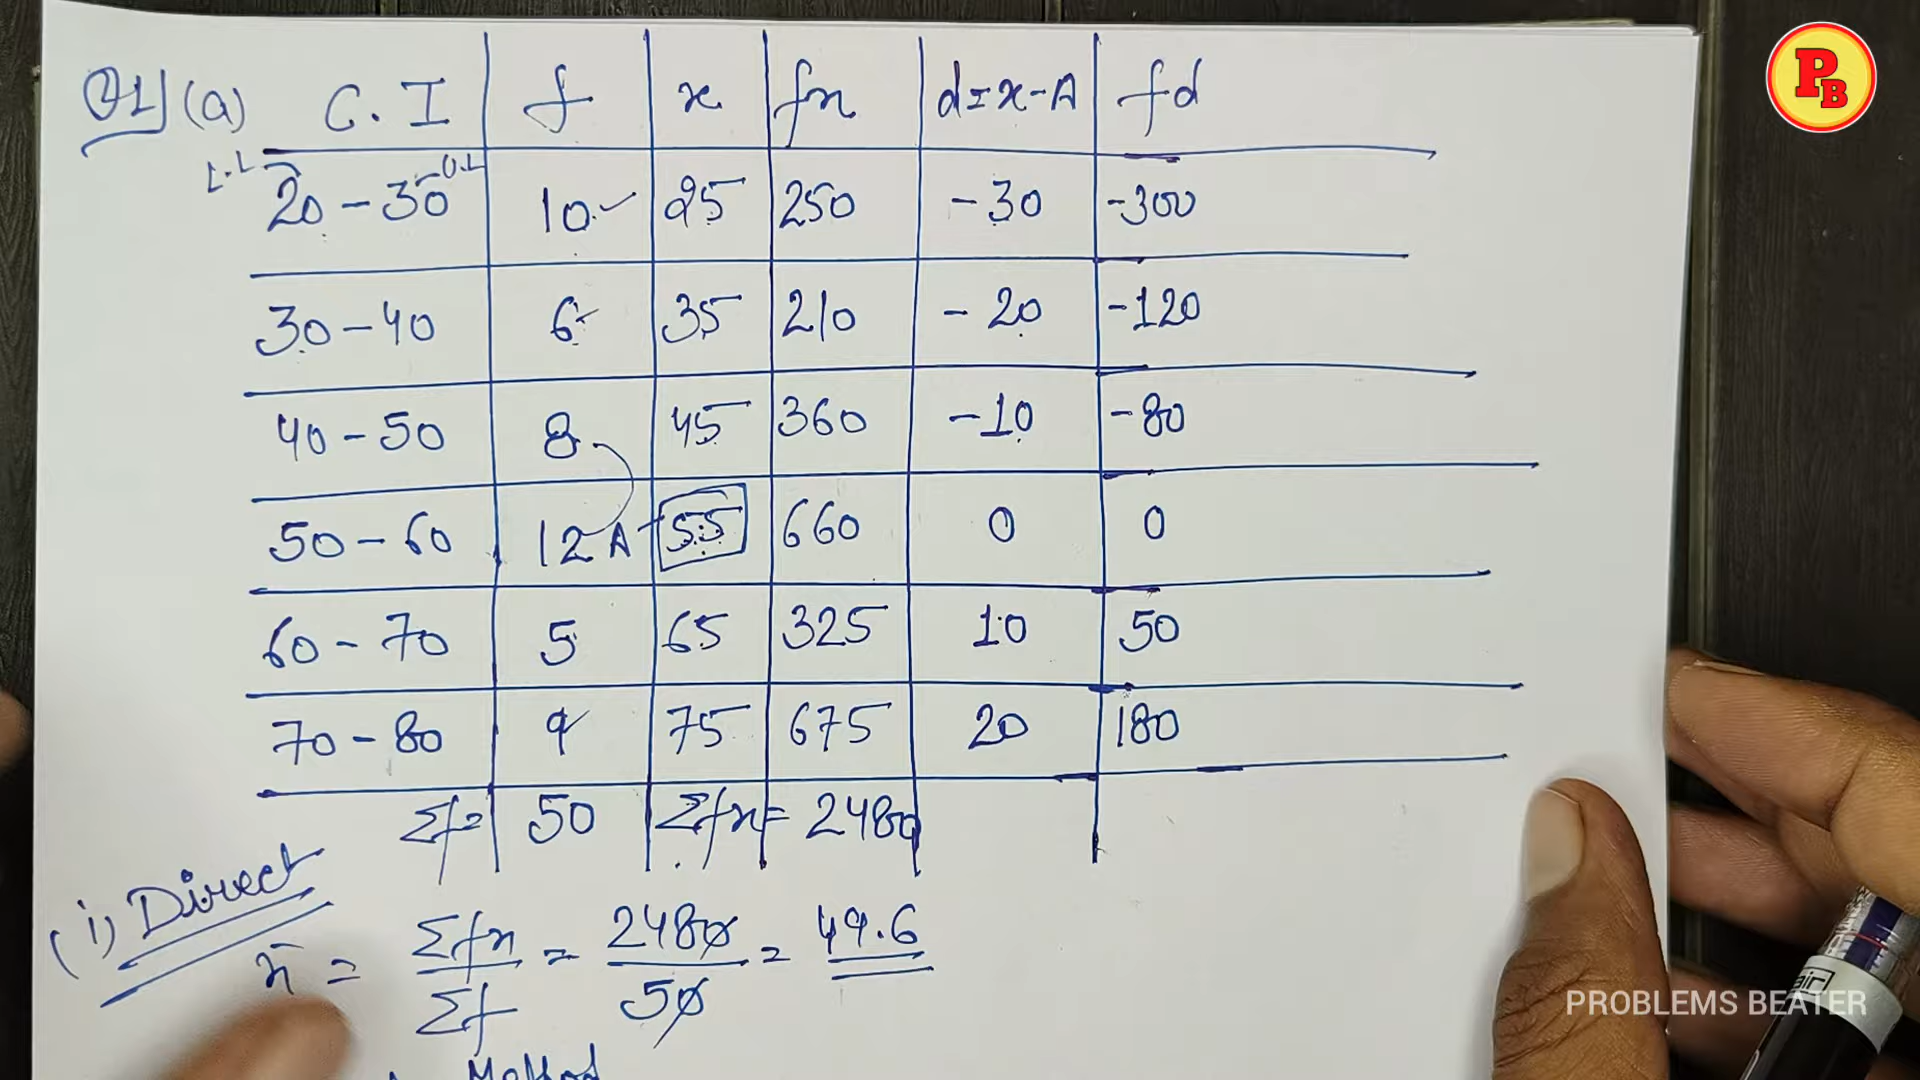 Q1 (a) C.I f x fx d=x-A fd
L.L U.L
20-30 10 25 250 -30 -300
30-40 6 35 210 -20 -120
40-50 8 45 360 -10 -80
50-60 12 A 55 660 0 0
60-70 5 65 325 10 50
70-80 9 75 675 20 180
Σf= 50 Σfx= 2480
(i) Direct
x̄ = Σfx/Σf = 2480/50 = 49.6
Method
PB
PROBLEMS BEATER